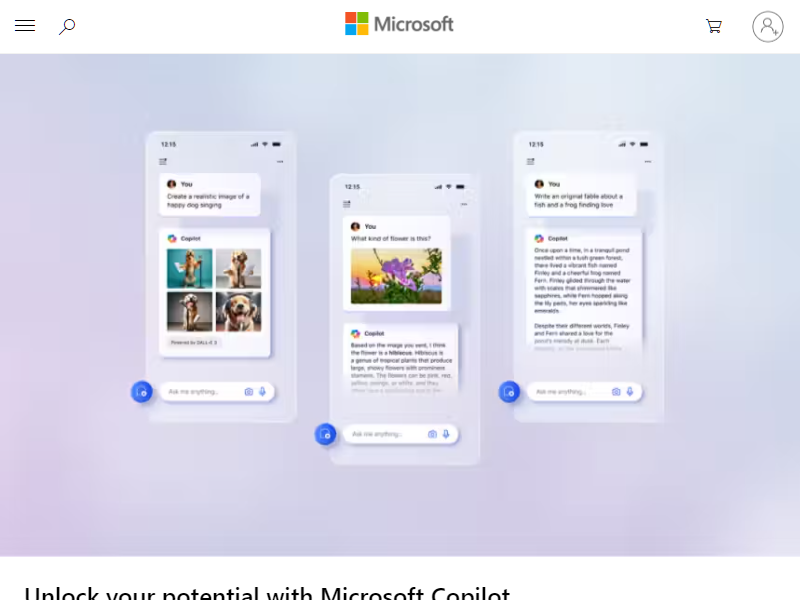 Microsoft
12:15
You
Create a realistic image of a
happy dog singing
Copilot
Powered by DALL·E 3
Ask me anything...
12:15
You
What kind of flower is this?
Copilot
Based on the image you sent, I think
the flower is a hibiscus. Hibiscus is
a genus of tropical plants that produce
large, showy flowers with prominent
stamens. The flowers can be pink, red,
yellow, orange, or white, and they
Ask me anything...
12:15
You
Write an original fable about a
fish and a frog finding love
Copilot
Once upon a time, in a tranquil pond
nestled within a lush green forest,
there lived a vibrant fish named
Finley and a cheerful frog named
Fern. Finley glided through the water
with scales that shimmered like
sapphires, while Fern hopped along
the lily pads, her eyes sparkling like
emeralds.
Despite their different worlds, Finley
and Fern shared a love for the
pond's melody at dusk. Each
Ask me anything...
Unlock your potential with Microsoft Copilot